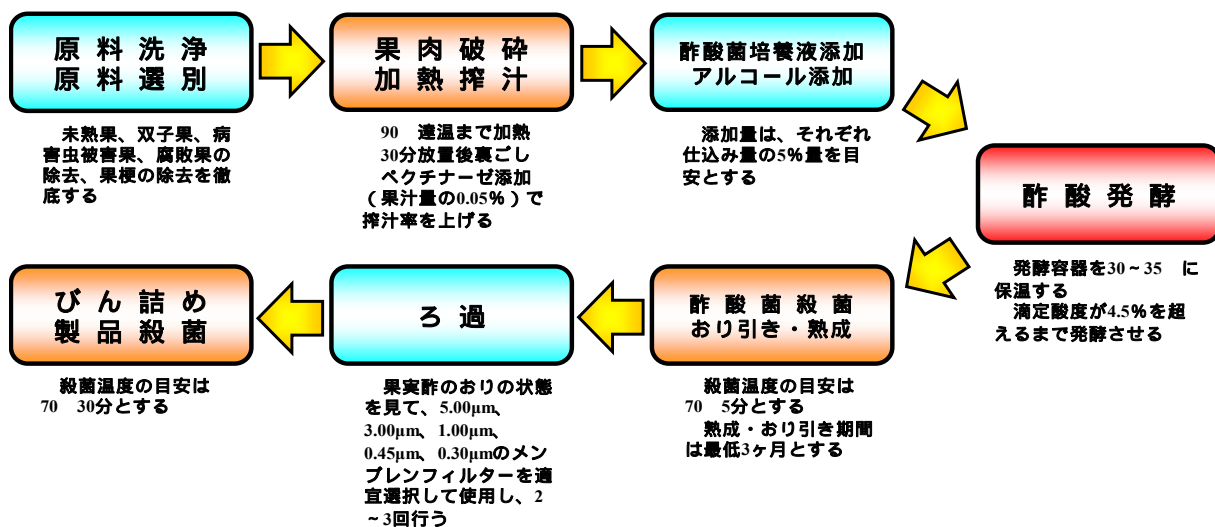 原料洗浄
原料選別
未熟果、双子果、病
害虫被害果、腐敗果の
除去、果梗の除去を徹
底する
果肉破砕
加熱搾汁
90　達温まで加熱
30分放置後裏ごし
ペクチナーゼ添加
(果汁量の0.05%)で
搾汁率を上げる
酢酸菌培養液添加
アルコール添加
添加量は、それぞれ
仕込み量の5%量を目
安とする
酢酸発酵
発酵容器を30~35　に
保温する
滴定酸度が4.5%を超
えるまで発酵させる
酢酸菌殺菌
おり引き・熟成
殺菌温度の目安は
70　5分とする
熟成・おり引き期間
は最低3ヶ月とする
ろ過
果実酢のおりの状態
を見て、5.00μm、
3.00μm、1.00μm、
0.45μm、0.30μmのメン
ブレンフィルターを適
宜選択して使用し、2
~3回行う
びん詰め
製品殺菌
殺菌温度の目安は
70　30分とする